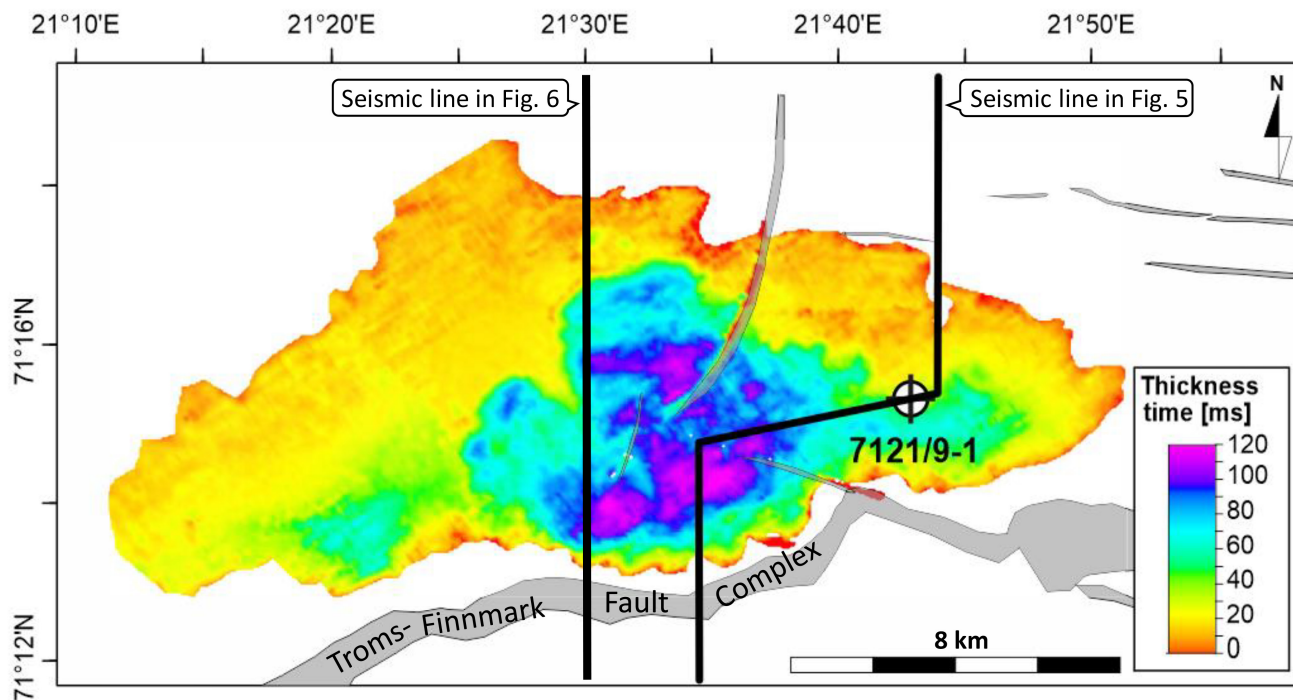 21°10'E 21°20'E 21°30'E 21°40'E 21°50'E
Seismic line in Fig. 6
Seismic line in Fig. 5
N
71°16'N
7121/9-1
Thickness
time [ms]
120
100
80
60
40
20
0
Troms- Finnmark Fault Complex
8 km
71°12'N